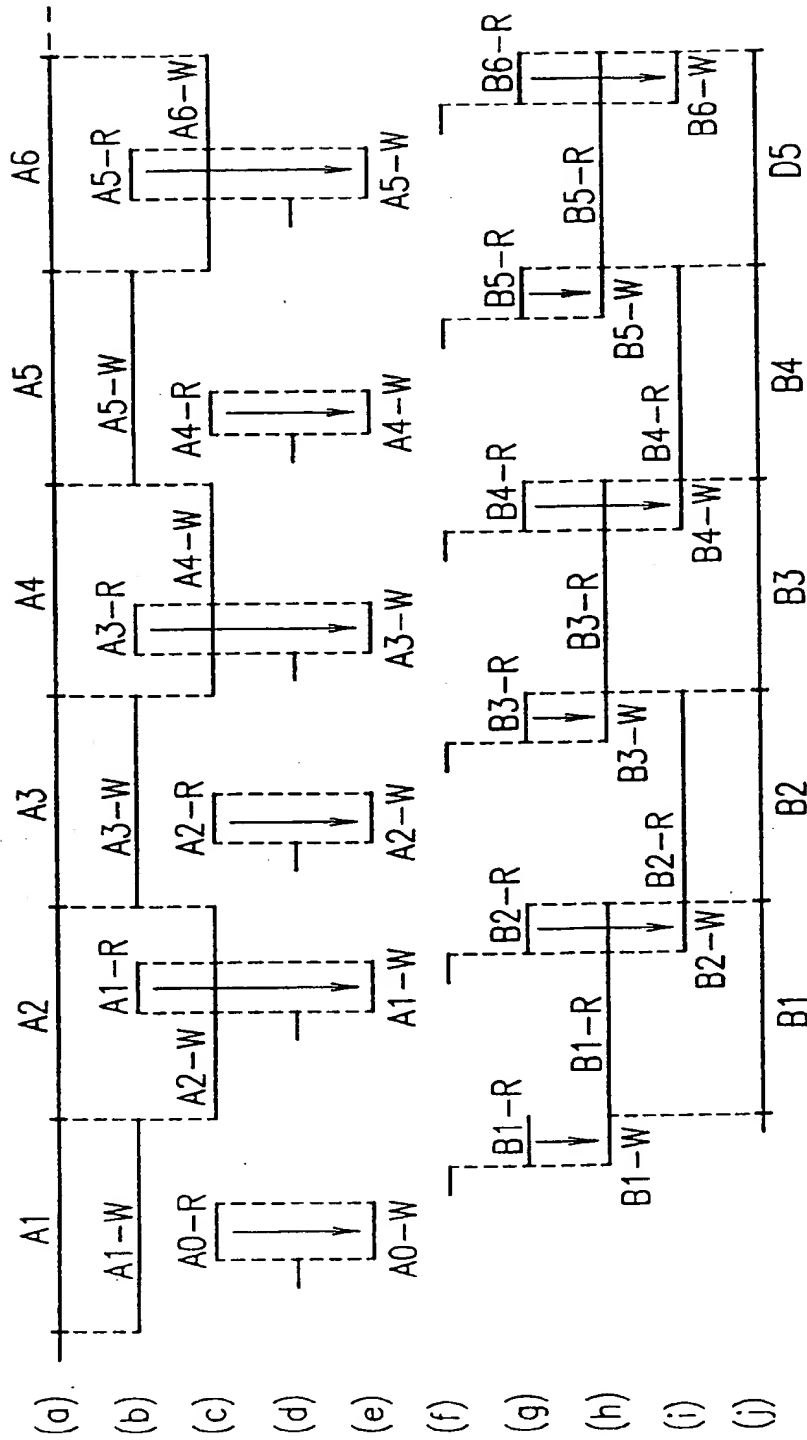 (a) A1 A2 A3 A4 A5 A6
(b) A1-W A1-R A3-W A3-R A5-W A5-R
(c) A0-R A2-W A2-R A4-W A4-R A6-W
(d)
(e) A0-W A1-W A2-W A3-W A4-W A5-W
(f)
(g) B1-R B2-R B3-R B4-R B5-R B6-R
(h) B1-W B1-R B3-W B3-R B5-W B5-R
(i) B2-W B2-R B4-W B4-R B6-W
(j) B1 B2 B3 B4 D5